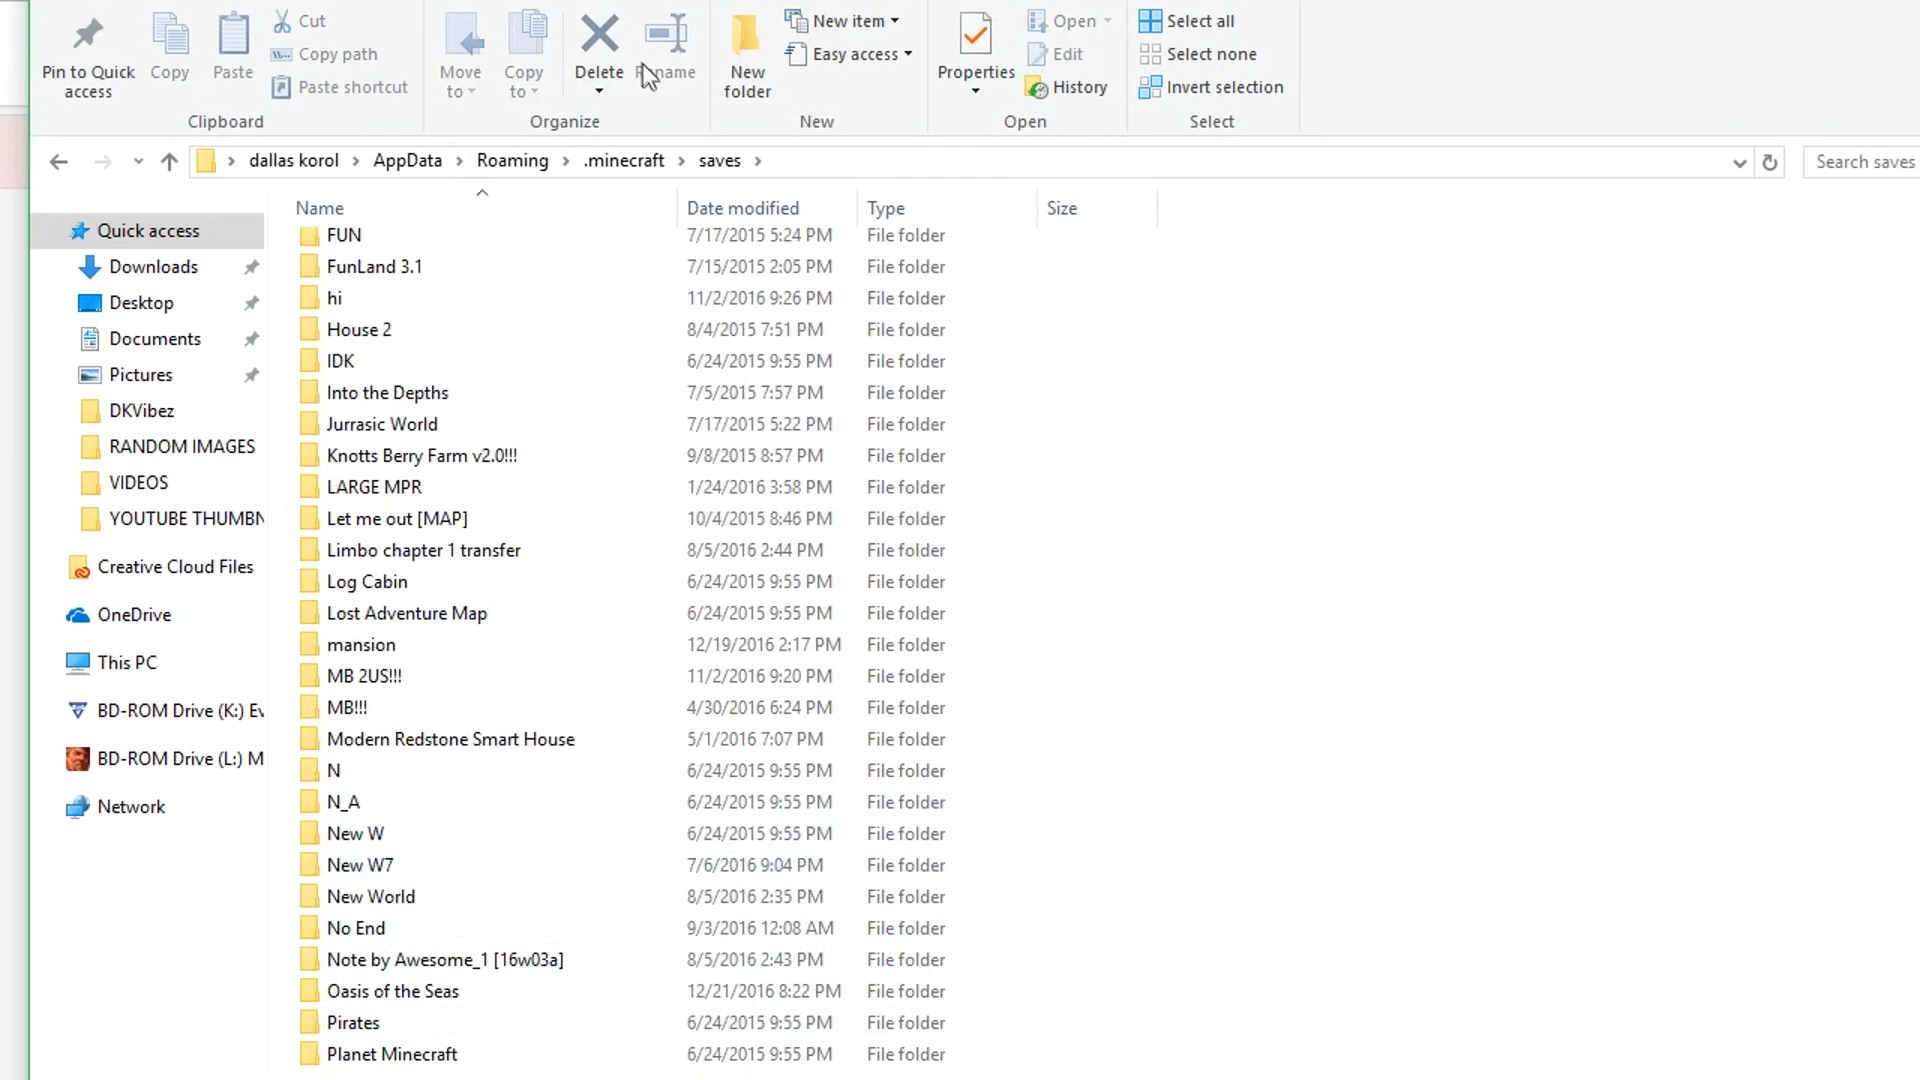 Pin to Quick access
Copy
Paste
Cut
Copy path
Paste shortcut
Clipboard
Move to
Copy to
Delete
Organize
New folder
New item
Easy access
New
Properties
Open
Edit
History
Open
Select all
Select none
Invert selection
Select
dallas korol > AppData > Roaming > .minecraft > saves >
Search saves
Name Date modified Type Size
Quick access
Downloads
Desktop
Documents
Pictures
DKVibez
RANDOM IMAGES
VIDEOS
YOUTUBE THUMBN
Creative Cloud Files
OneDrive
This PC
BD-ROM Drive (K:) Ev
BD-ROM Drive (L:) M
Network
FUN 7/17/2015 5:24 PM File folder
FunLand 3.1 7/15/2015 2:05 PM File folder
hi 11/2/2016 9:26 PM File folder
House 2 8/4/2015 7:51 PM File folder
IDK 6/24/2015 9:55 PM File folder
Into the Depths 7/5/2015 7:57 PM File folder
Jurrasic World 7/17/2015 5:22 PM File folder
Knotts Berry Farm v2.0!!! 9/8/2015 8:57 PM File folder
LARGE MPR 1/24/2016 3:58 PM File folder
Let me out [MAP] 10/4/2015 8:46 PM File folder
Limbo chapter 1 transfer 8/5/2016 2:44 PM File folder
Log Cabin 6/24/2015 9:55 PM File folder
Lost Adventure Map 6/24/2015 9:55 PM File folder
mansion 12/19/2016 2:17 PM File folder
MB 2US!!! 11/2/2016 9:20 PM File folder
MB!!! 4/30/2016 6:24 PM File folder
Modern Redstone Smart House 5/1/2016 7:07 PM File folder
N 6/24/2015 9:55 PM File folder
N_A 6/24/2015 9:55 PM File folder
New W 6/24/2015 9:55 PM File folder
New W7 7/6/2016 9:04 PM File folder
New World 8/5/2016 2:35 PM File folder
No End 9/3/2016 12:08 AM File folder
Note by Awesome_1 [16w03a] 8/5/2016 2:43 PM File folder
Oasis of the Seas 12/21/2016 8:22 PM File folder
Pirates 6/24/2015 9:55 PM File folder
Planet Minecraft 6/24/2015 9:55 PM File folder